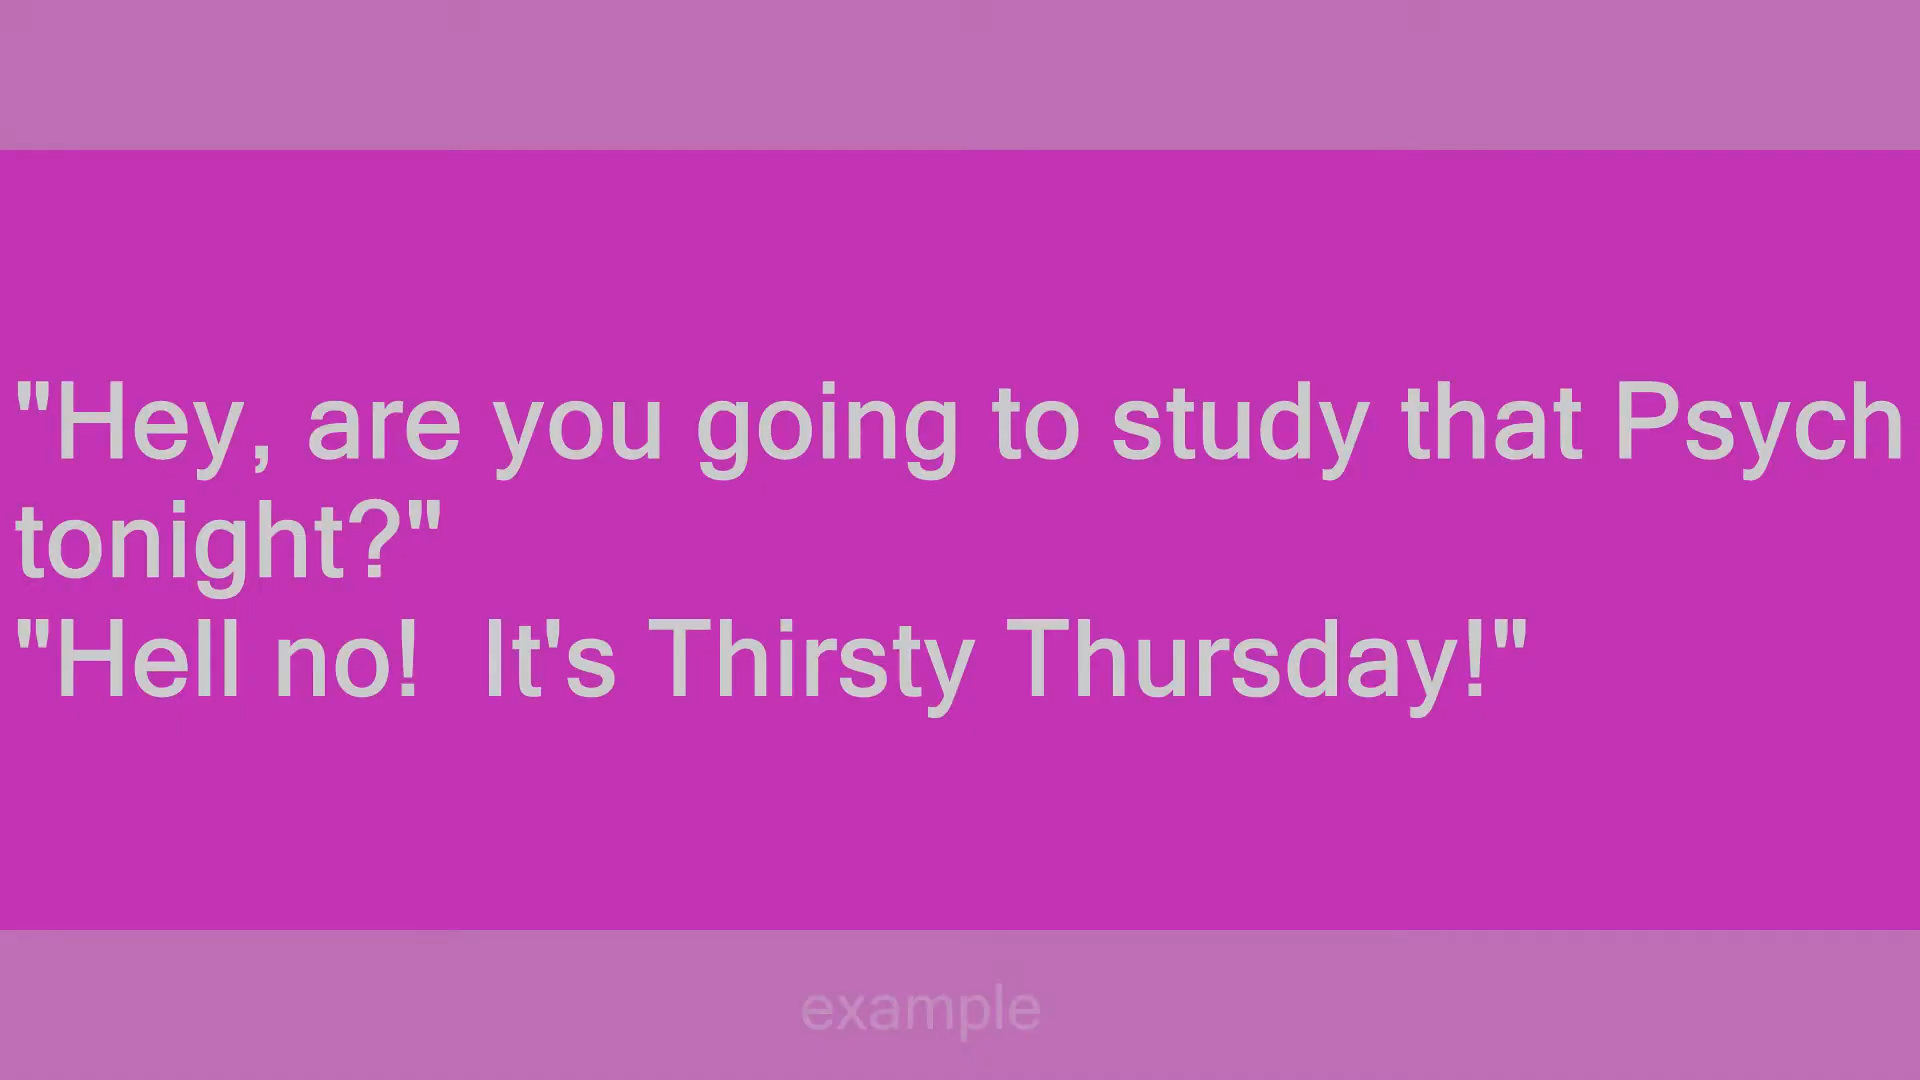 "Hey, are you going to study that Psych
tonight?"
"Hell no!  It's Thirsty Thursday!"
example